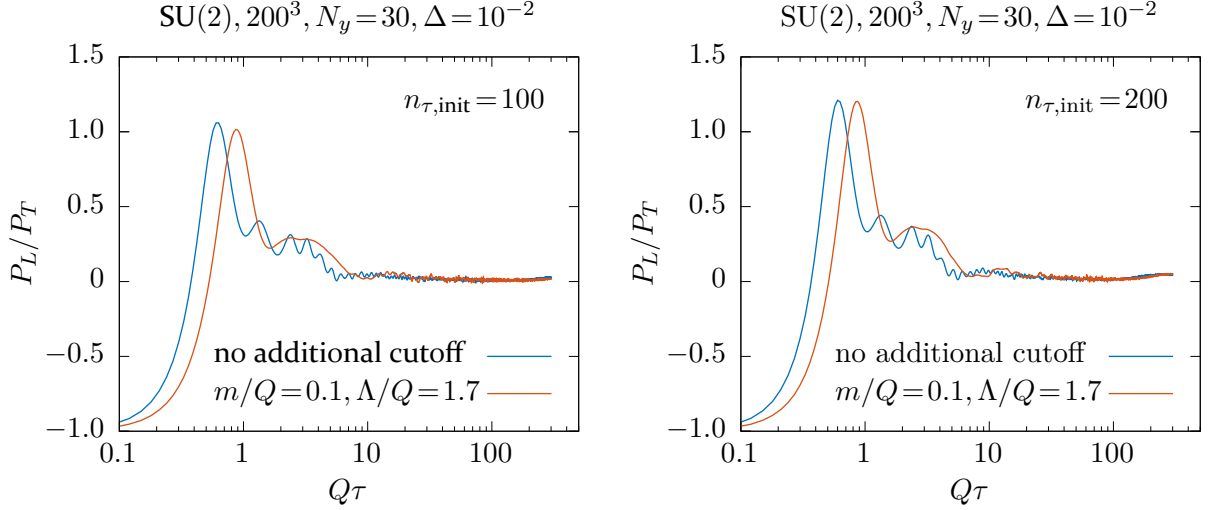 SU(2), 200³, N_y = 30, Δ = 10⁻²
n_τ,init = 100
P_L/P_T
1.5
1.0
0.5
0
−0.5
−1.0
no additional cutoff
m/Q = 0.1, Λ/Q = 1.7
0.1
1
10
100
Qτ
SU(2), 200³, N_y = 30, Δ = 10⁻²
n_τ,init = 200
P_L/P_T
1.5
1.0
0.5
0
−0.5
−1.0
no additional cutoff
m/Q = 0.1, Λ/Q = 1.7
0.1
1
10
100
Qτ